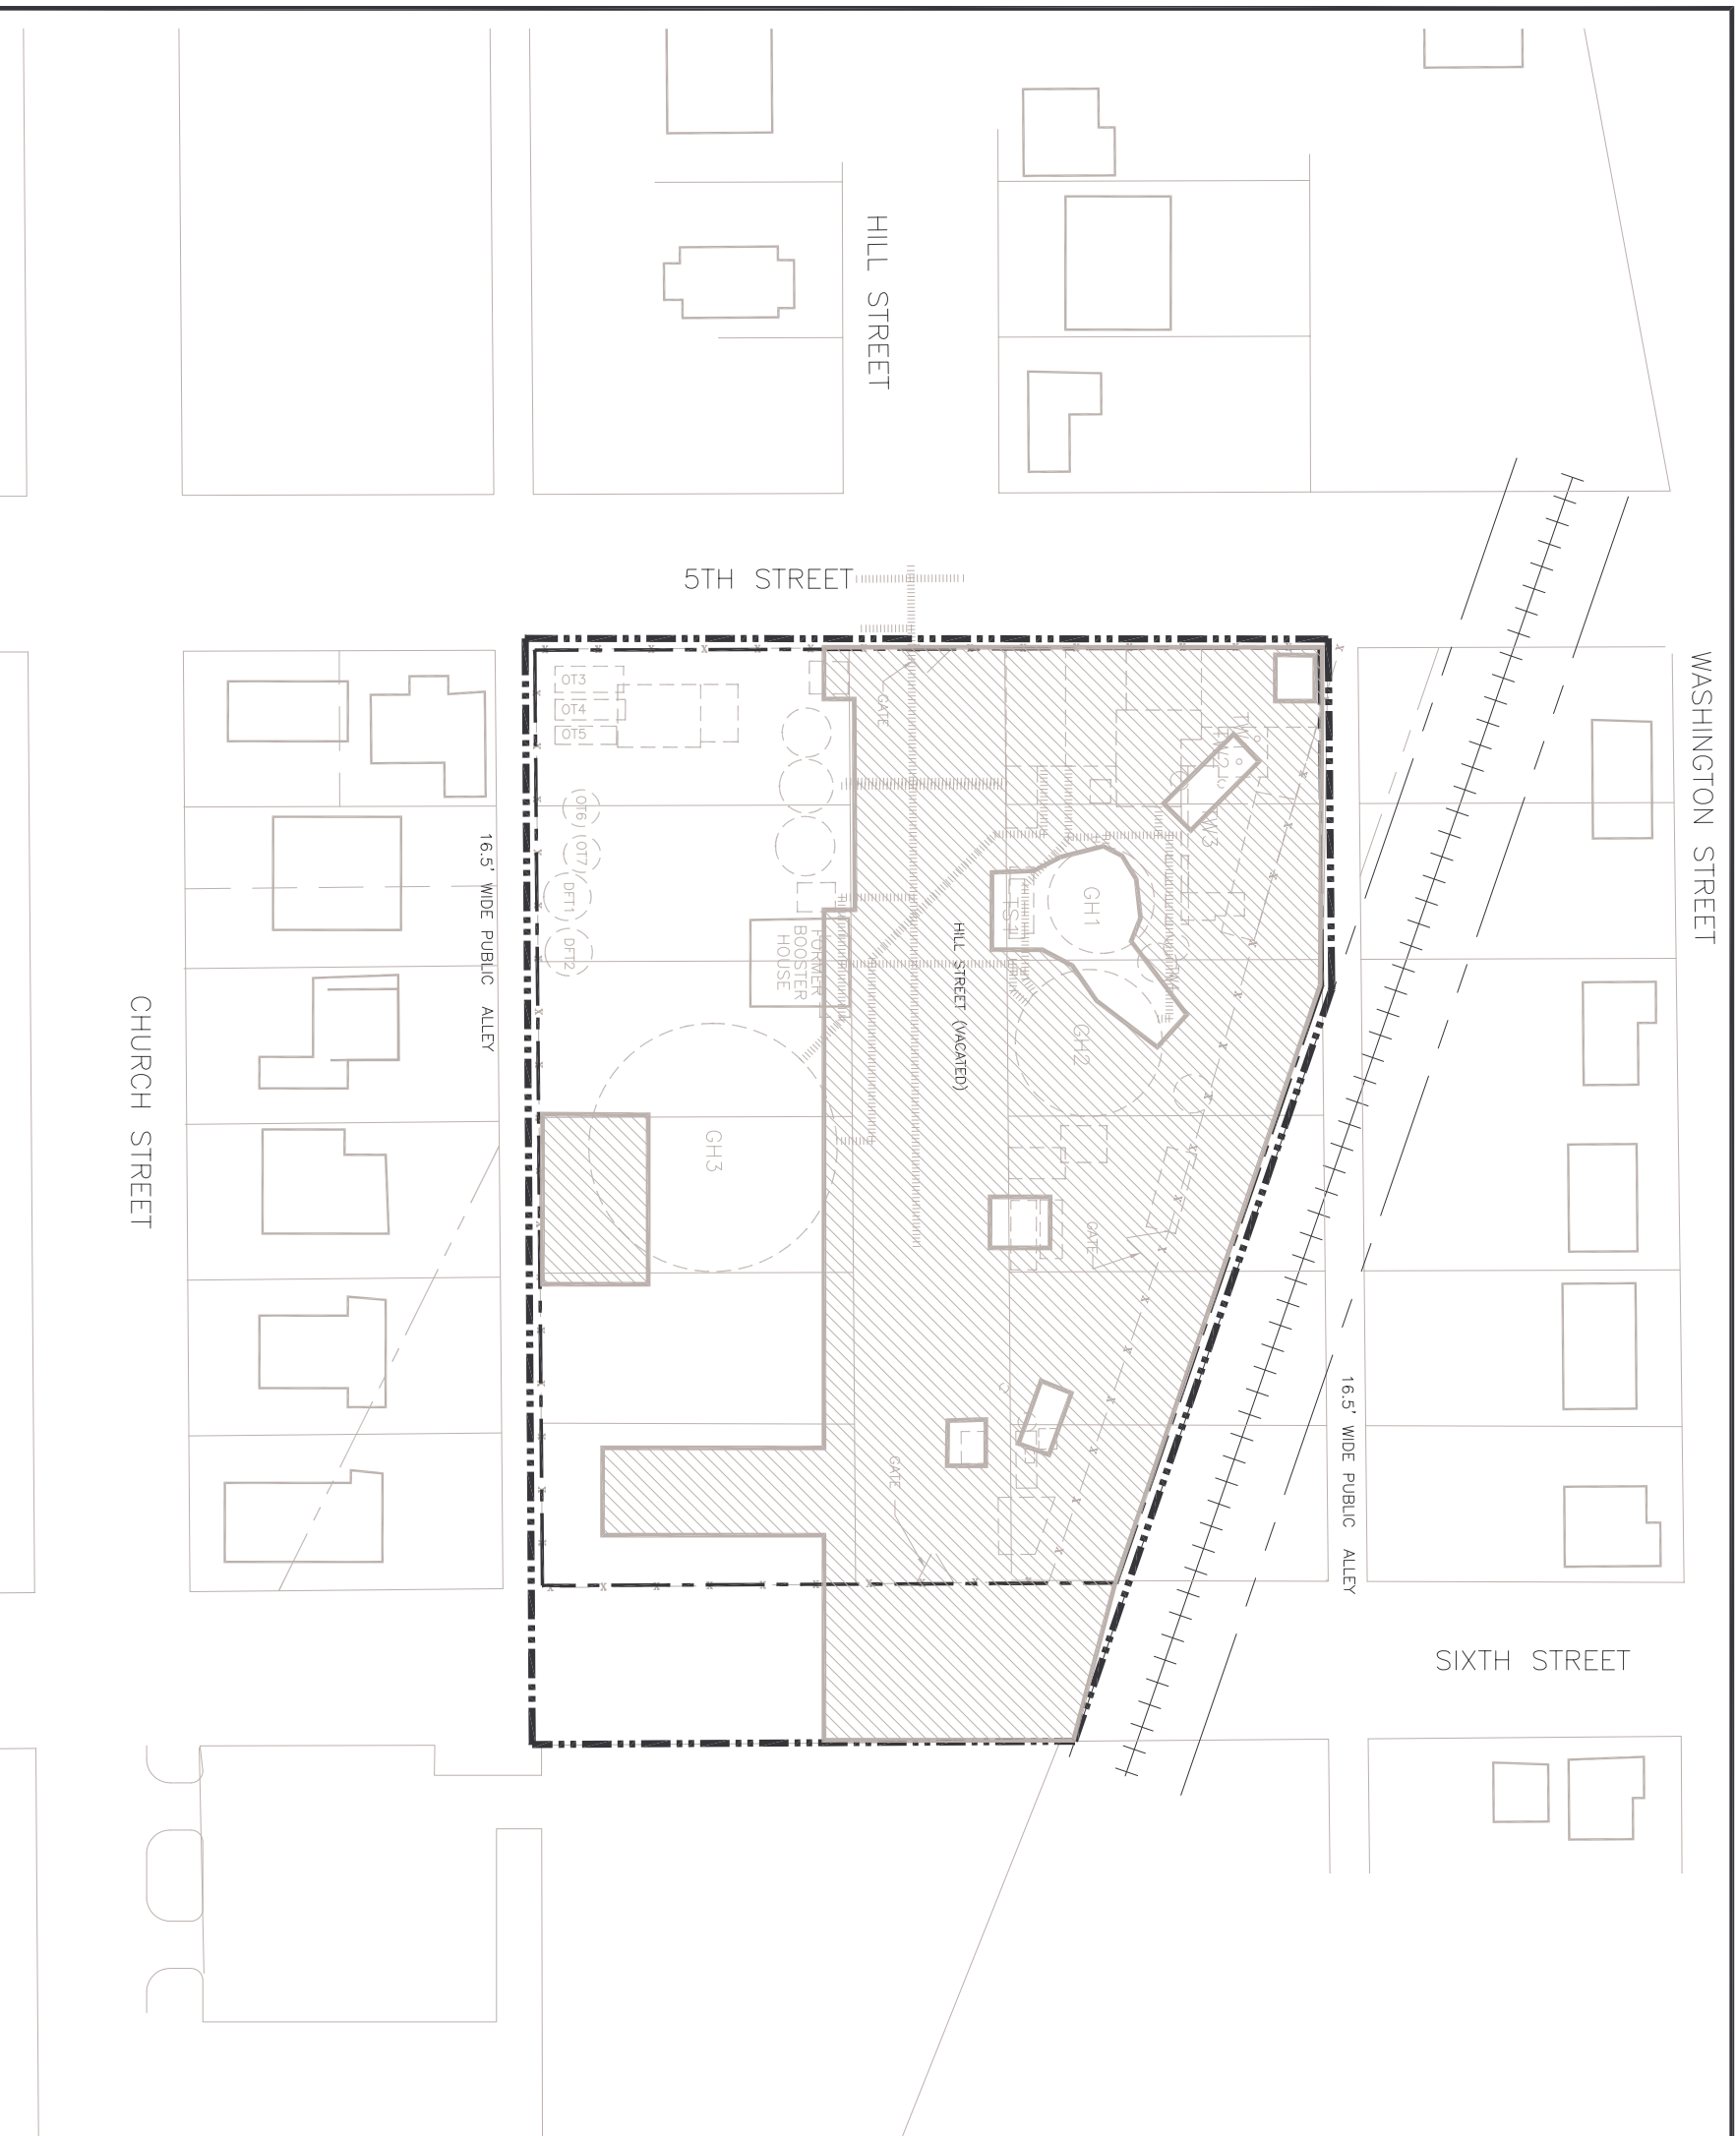 HILL STREET
5TH STREET
WASHINGTON STREET
OT3
OT4
OT5
GATE
OT6
OT7
DFT1
DFT2
TW3
GH1
TS1
16.5' WIDE PUBLIC ALLEY
FORMER
BOOSTER
HOUSE
HILL STREET (VACATED)
GH2
CHURCH STREET
GH3
GATE
GATE
16.5' WIDE PUBLIC ALLEY
SIXTH STREET